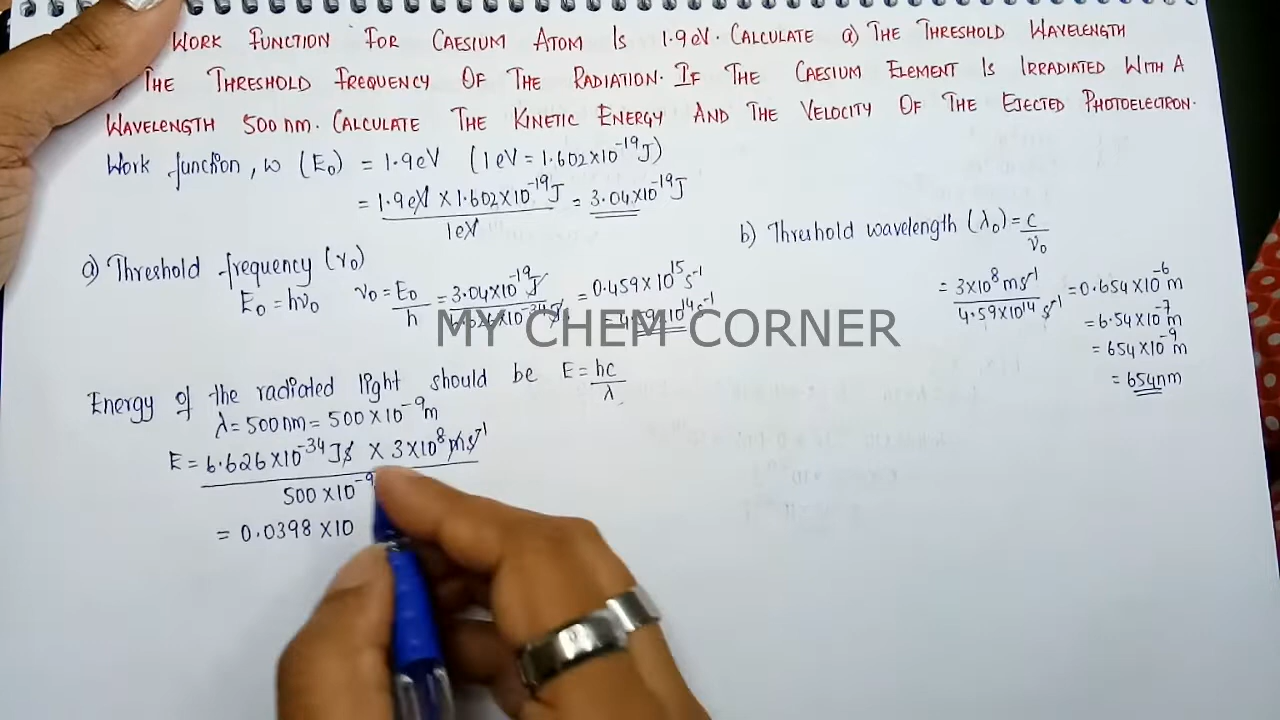 WORK FUNCTION FOR CAESIUM ATOM IS 1.9 eV. CALCULATE a) THE THRESHOLD WAVELENGTH
THE THRESHOLD FREQUENCY OF THE RADIATION. IF THE CAESIUM ELEMENT IS IRRADIATED WITH A
WAVELENGTH 500 nm. CALCULATE THE KINETIC ENERGY AND THE VELOCITY OF THE EJECTED PHOTOELECTRON.
Work function, ω (E₀) = 1.9eV (1eV = 1.602×10⁻¹⁹J)
= 1.9eV × 1.602×10⁻¹⁹J / 1eV = 3.04×10⁻¹⁹J
a) Threshold frequency (ν₀)
E₀ = hν₀ ν₀ = E₀ / h = 3.04×10⁻¹⁹J / 6.626×10⁻³⁴Js = 0.459×10¹⁵s⁻¹
= 4.59×10¹⁴s⁻¹
b) Threshold wavelength (λ₀) = c / ν₀
= 3×10⁸ms⁻¹ / 4.59×10¹⁴s⁻¹ = 0.654×10⁻⁶m
= 6.54×10⁻⁷m
= 654×10⁻⁹m
= 654nm
MY CHEM CORNER
Energy of the radiated light should be E = hc / λ
λ = 500nm = 500×10⁻⁹m
E = 6.626×10⁻³⁴Js × 3×10⁸ms⁻¹
500×10⁻⁹
= 0.0398×10